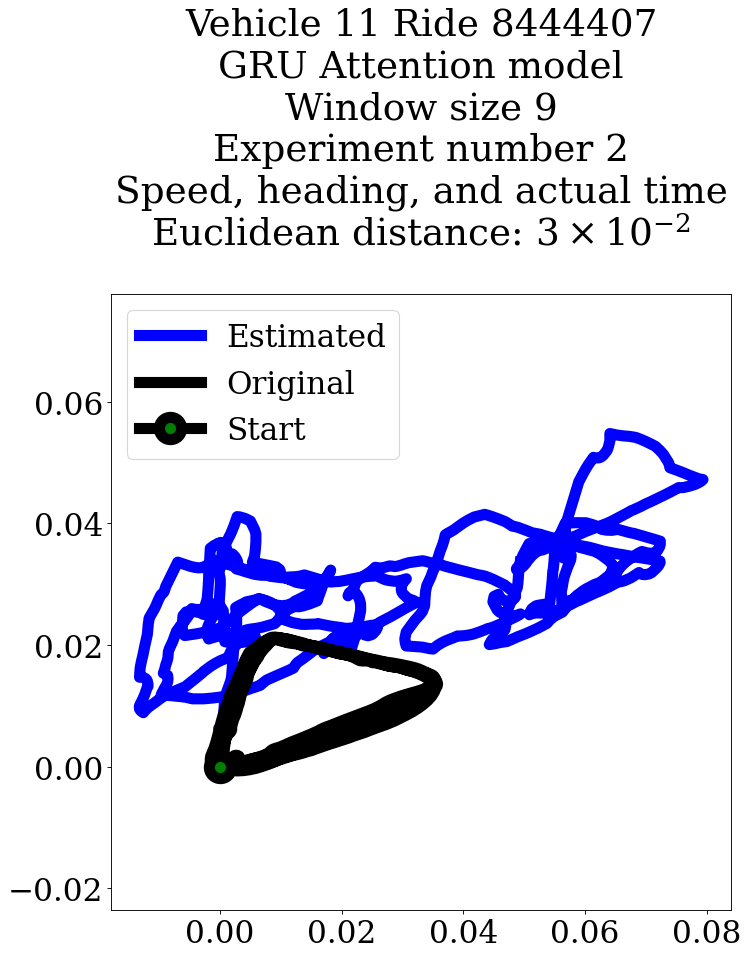 Vehicle 11 Ride 8444407
GRU Attention model
Window size 9
Experiment number 2
Speed, heading, and actual time
Euclidean distance: 3 × 10⁻²
Estimated
Original
Start
0.06
0.04
0.02
0.00
−0.02
0.00 0.02 0.04 0.06 0.08